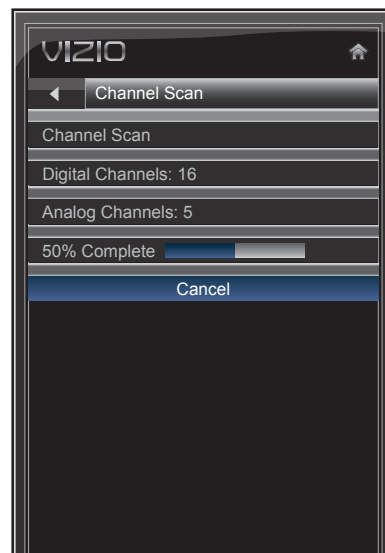 VIZIO
Channel Scan
Channel Scan
Digital Channels: 16
Analog Channels: 5
50% Complete
Cancel